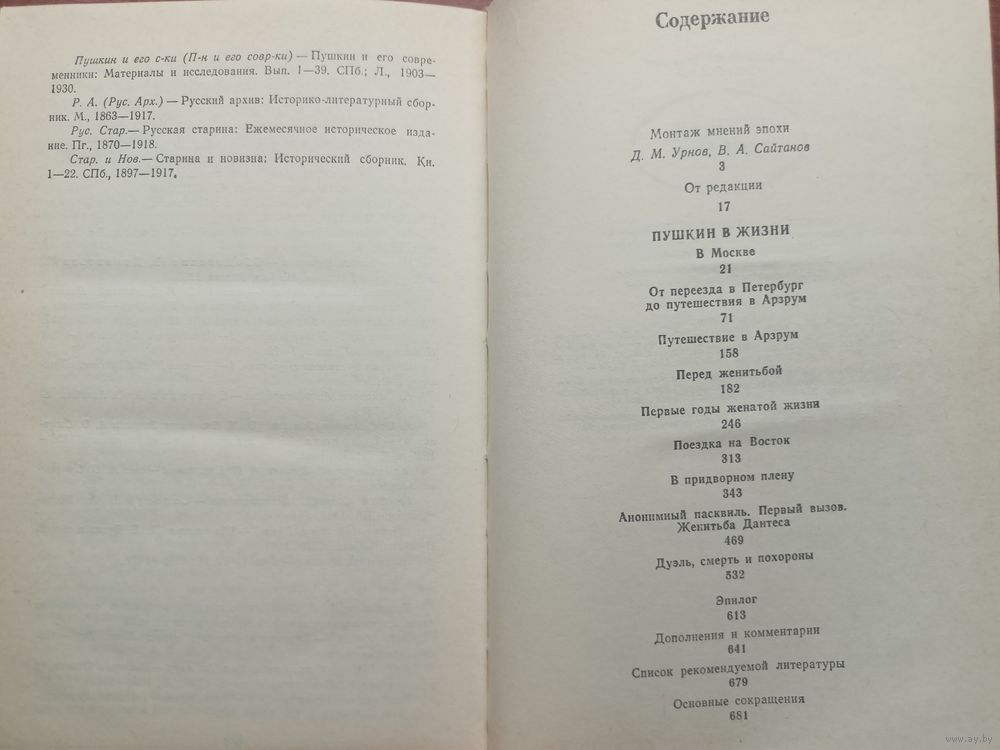 Пушкин и его с-ки (П-н и его совр-ки) — Пушкин и его совре-
менники: Материалы и исследования. Вып. 1—39. СПб.; Л., 1903—
1930.
Р. А. (Рус. Арх.) — Русский архив: Историко-литературный сбор-
ник. М., 1863—1917.
Рус. Стар.— Русская старина: Ежемесячное историческое изда-
ние. Пг., 1870—1918.
Стар. и Нов.— Старина и новизна: Исторический сборник. Кн.
1—22. СПб., 1897—1917.
Содержание
Монтаж мнений эпохи
Д. М. Урнов, В. А. Сайтанов
3
От редакции
17
ПУШКИН В ЖИЗНИ
В Москве
21
От переезда в Петербург
до путешествия в Арзрум
71
Путешествие в Арзрум
158
Перед женитьбой
182
Первые годы женатой жизни
246
Поездка на Восток
313
В придворном плену
343
Анонимный пасквиль. Первый вызов.
Женитьба Дантеса
469
Дуэль, смерть и похороны
532
Эпилог
613
Дополнения и комментарии
641
Список рекомендуемой литературы
679
Основные сокращения
681
www.ay.by